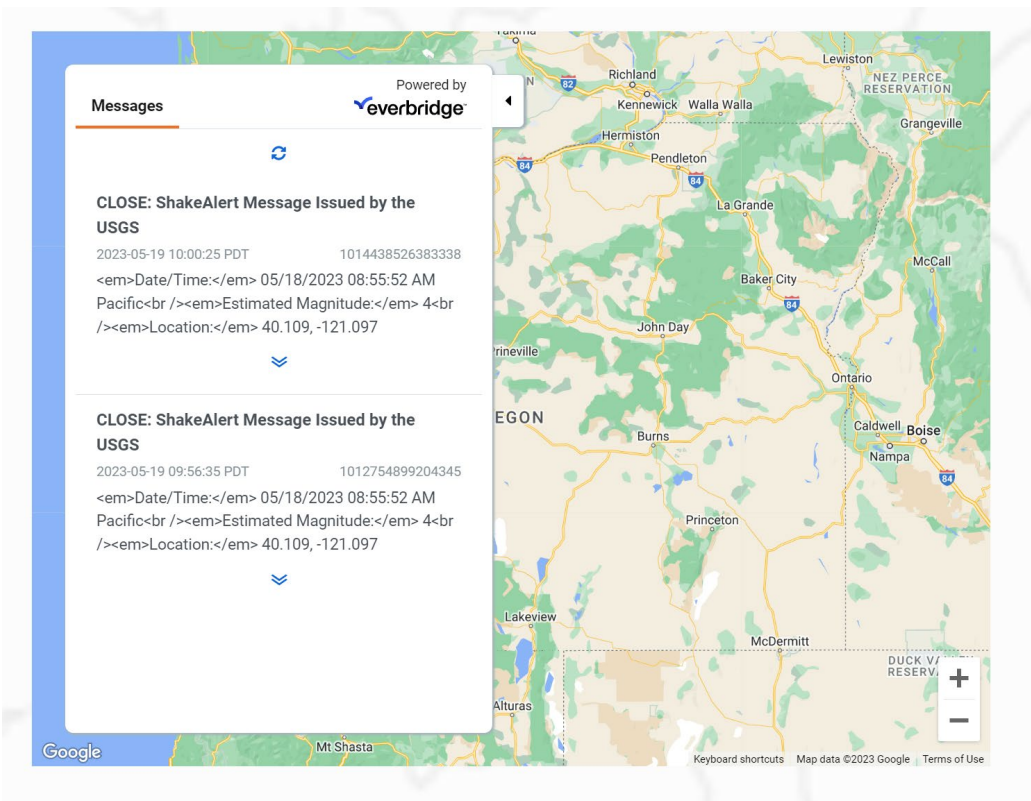 Messages
Powered by
everbridge
CLOSE: ShakeAlert Message Issued by the
USGS
2023-05-19 10:00:25 PDT 1014438526383338
<em>Date/Time:</em> 05/18/2023 08:55:52 AM
Pacific<br /><em>Estimated Magnitude:</em> 4<br
/><em>Location:</em> 40.109, -121.097
CLOSE: ShakeAlert Message Issued by the
USGS
2023-05-19 09:56:35 PDT 1012754899204345
<em>Date/Time:</em> 05/18/2023 08:55:52 AM
Pacific<br /><em>Estimated Magnitude:</em> 4<br
/><em>Location:</em> 40.109, -121.097
Yakima
Lewiston
NEZ PERCE
RESERVATION
Richland
N
82
Kennewick Walla Walla
Grangeville
Hermiston
84
Pendleton
84
La Grande
McCall
Baker City
84
John Day
rineville
Ontario
EGON
Caldwell Boise
Burns
Nampa
84
Princeton
Lakeview
McDermitt
DUCK VA
RESERV
+
−
Alturas
Mt Shasta
Google
Keyboard shortcuts Map data ©2023 Google Terms of Use